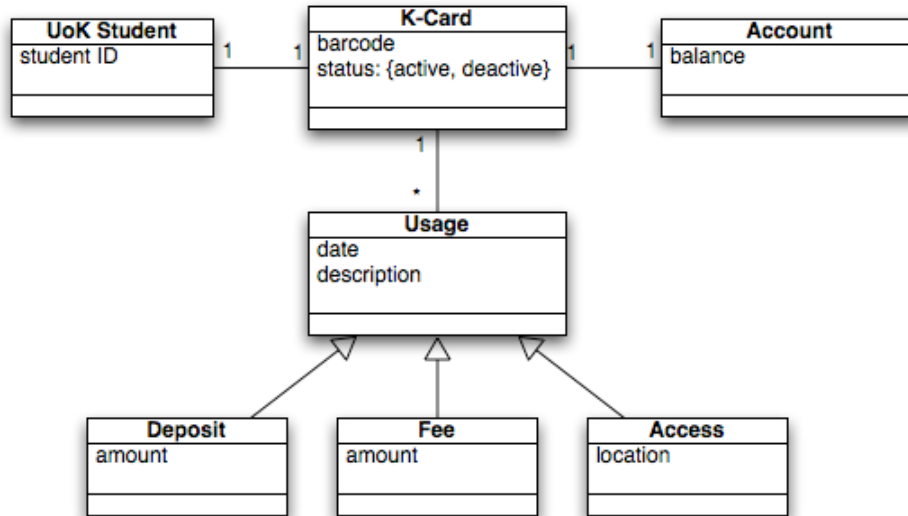 UoK Student
student ID
1
1
K-Card
barcode
status: {active, deactive}
1
1
Account
balance
1
*
Usage
date
description
Deposit
amount
Fee
amount
Access
location